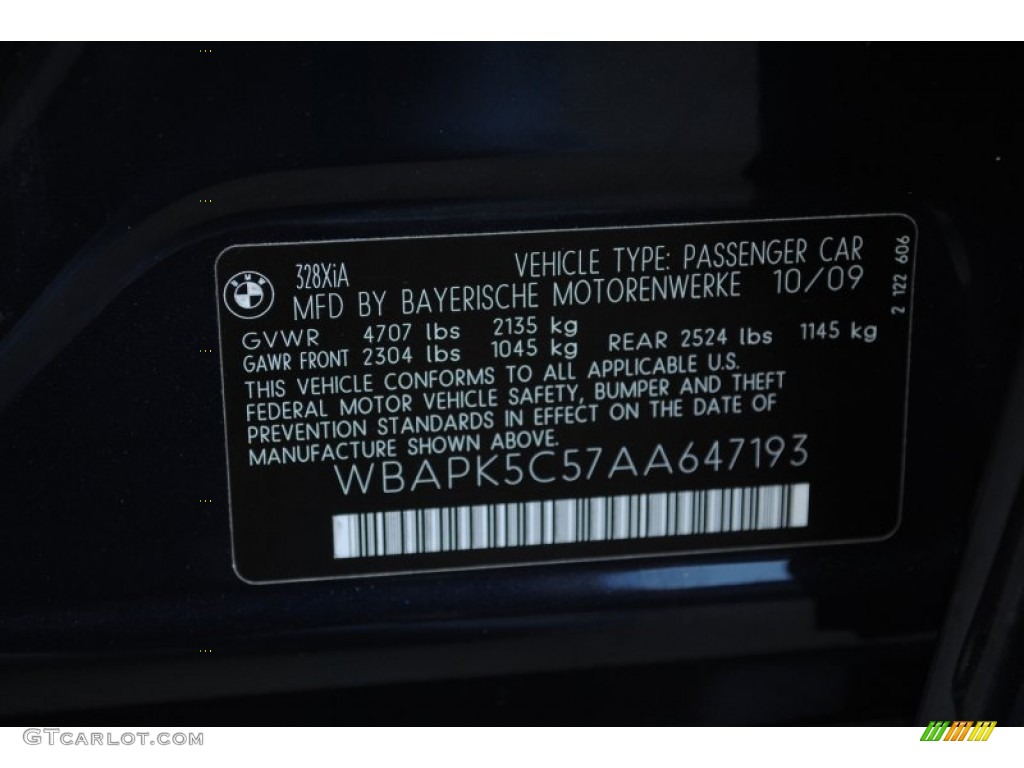 328XiA VEHICLE TYPE: PASSENGER CAR
MFD BY BAYERISCHE MOTORENWERKE 10/09
GVWR 4707 lbs 2135 kg
GAWR FRONT 2304 lbs 1045 kg REAR 2524 lbs 1145 kg
THIS VEHICLE CONFORMS TO ALL APPLICABLE U.S.
FEDERAL MOTOR VEHICLE SAFETY, BUMPER AND THEFT
PREVENTION STANDARDS IN EFFECT ON THE DATE OF
MANUFACTURE SHOWN ABOVE.
WBAPK5C57AA647193
2 122 606
GTCarLot.com